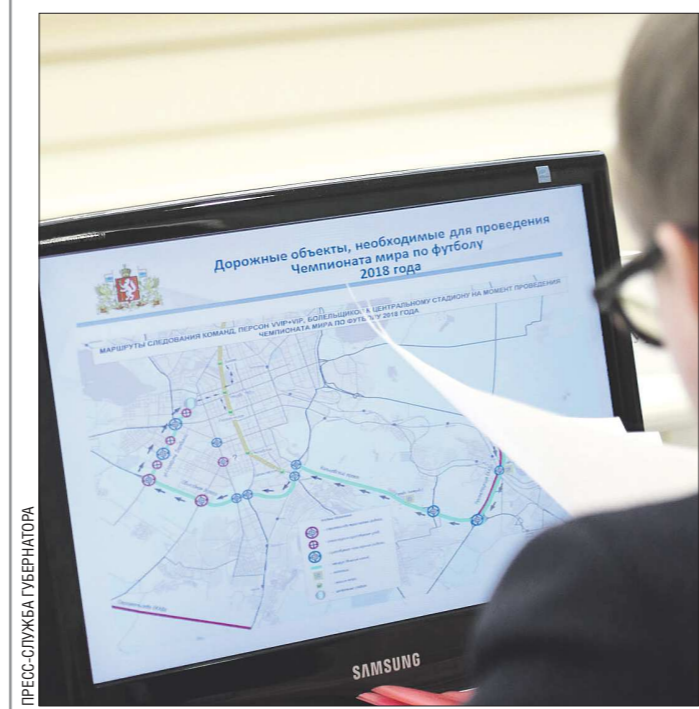 Дорожные объекты, необходимые для проведения
Чемпионата мира по футболу
2018 года
МАРШРУТЫ СЛЕДОВАНИЯ КОМАНД, ПЕРСОН VVIP+VIP, БОЛЕЛЬЩИКОВ К ЦЕНТРАЛЬНОМУ СТАДИОНУ НА МОМЕНТ ПРОВЕДЕНИЯ
ЧЕМПИОНАТА МИРА ПО ФУТБОЛУ 2018 ГОДА
SAMSUNG
ПРЕСС-СЛУЖБА ГУБЕРНАТОРА